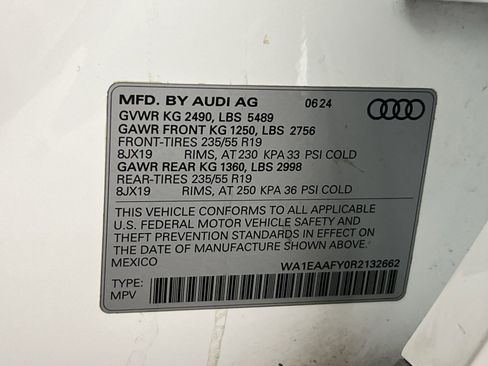 MFD. BY AUDI AG 06 24
GVWR KG 2490, LBS 5489
GAWR FRONT KG 1250, LBS 2756
FRONT-TIRES 235/55 R19
8JX19 RIMS, AT 230 KPA 33 PSI COLD
GAWR REAR KG 1360, LBS 2998
REAR-TIRES 235/55 R19
8JX19 RIMS, AT 250 KPA 36 PSI COLD
THIS VEHICLE CONFORMS TO ALL APPLICABLE
U.S. FEDERAL MOTOR VEHICLE SAFETY AND
THEFT PREVENTION STANDARDS IN EFFECT ON THE
DATE OF MANUFACTURE SHOWN ABOVE.
MEXICO WA1EAAFY0R2132662
TYPE:
MPV